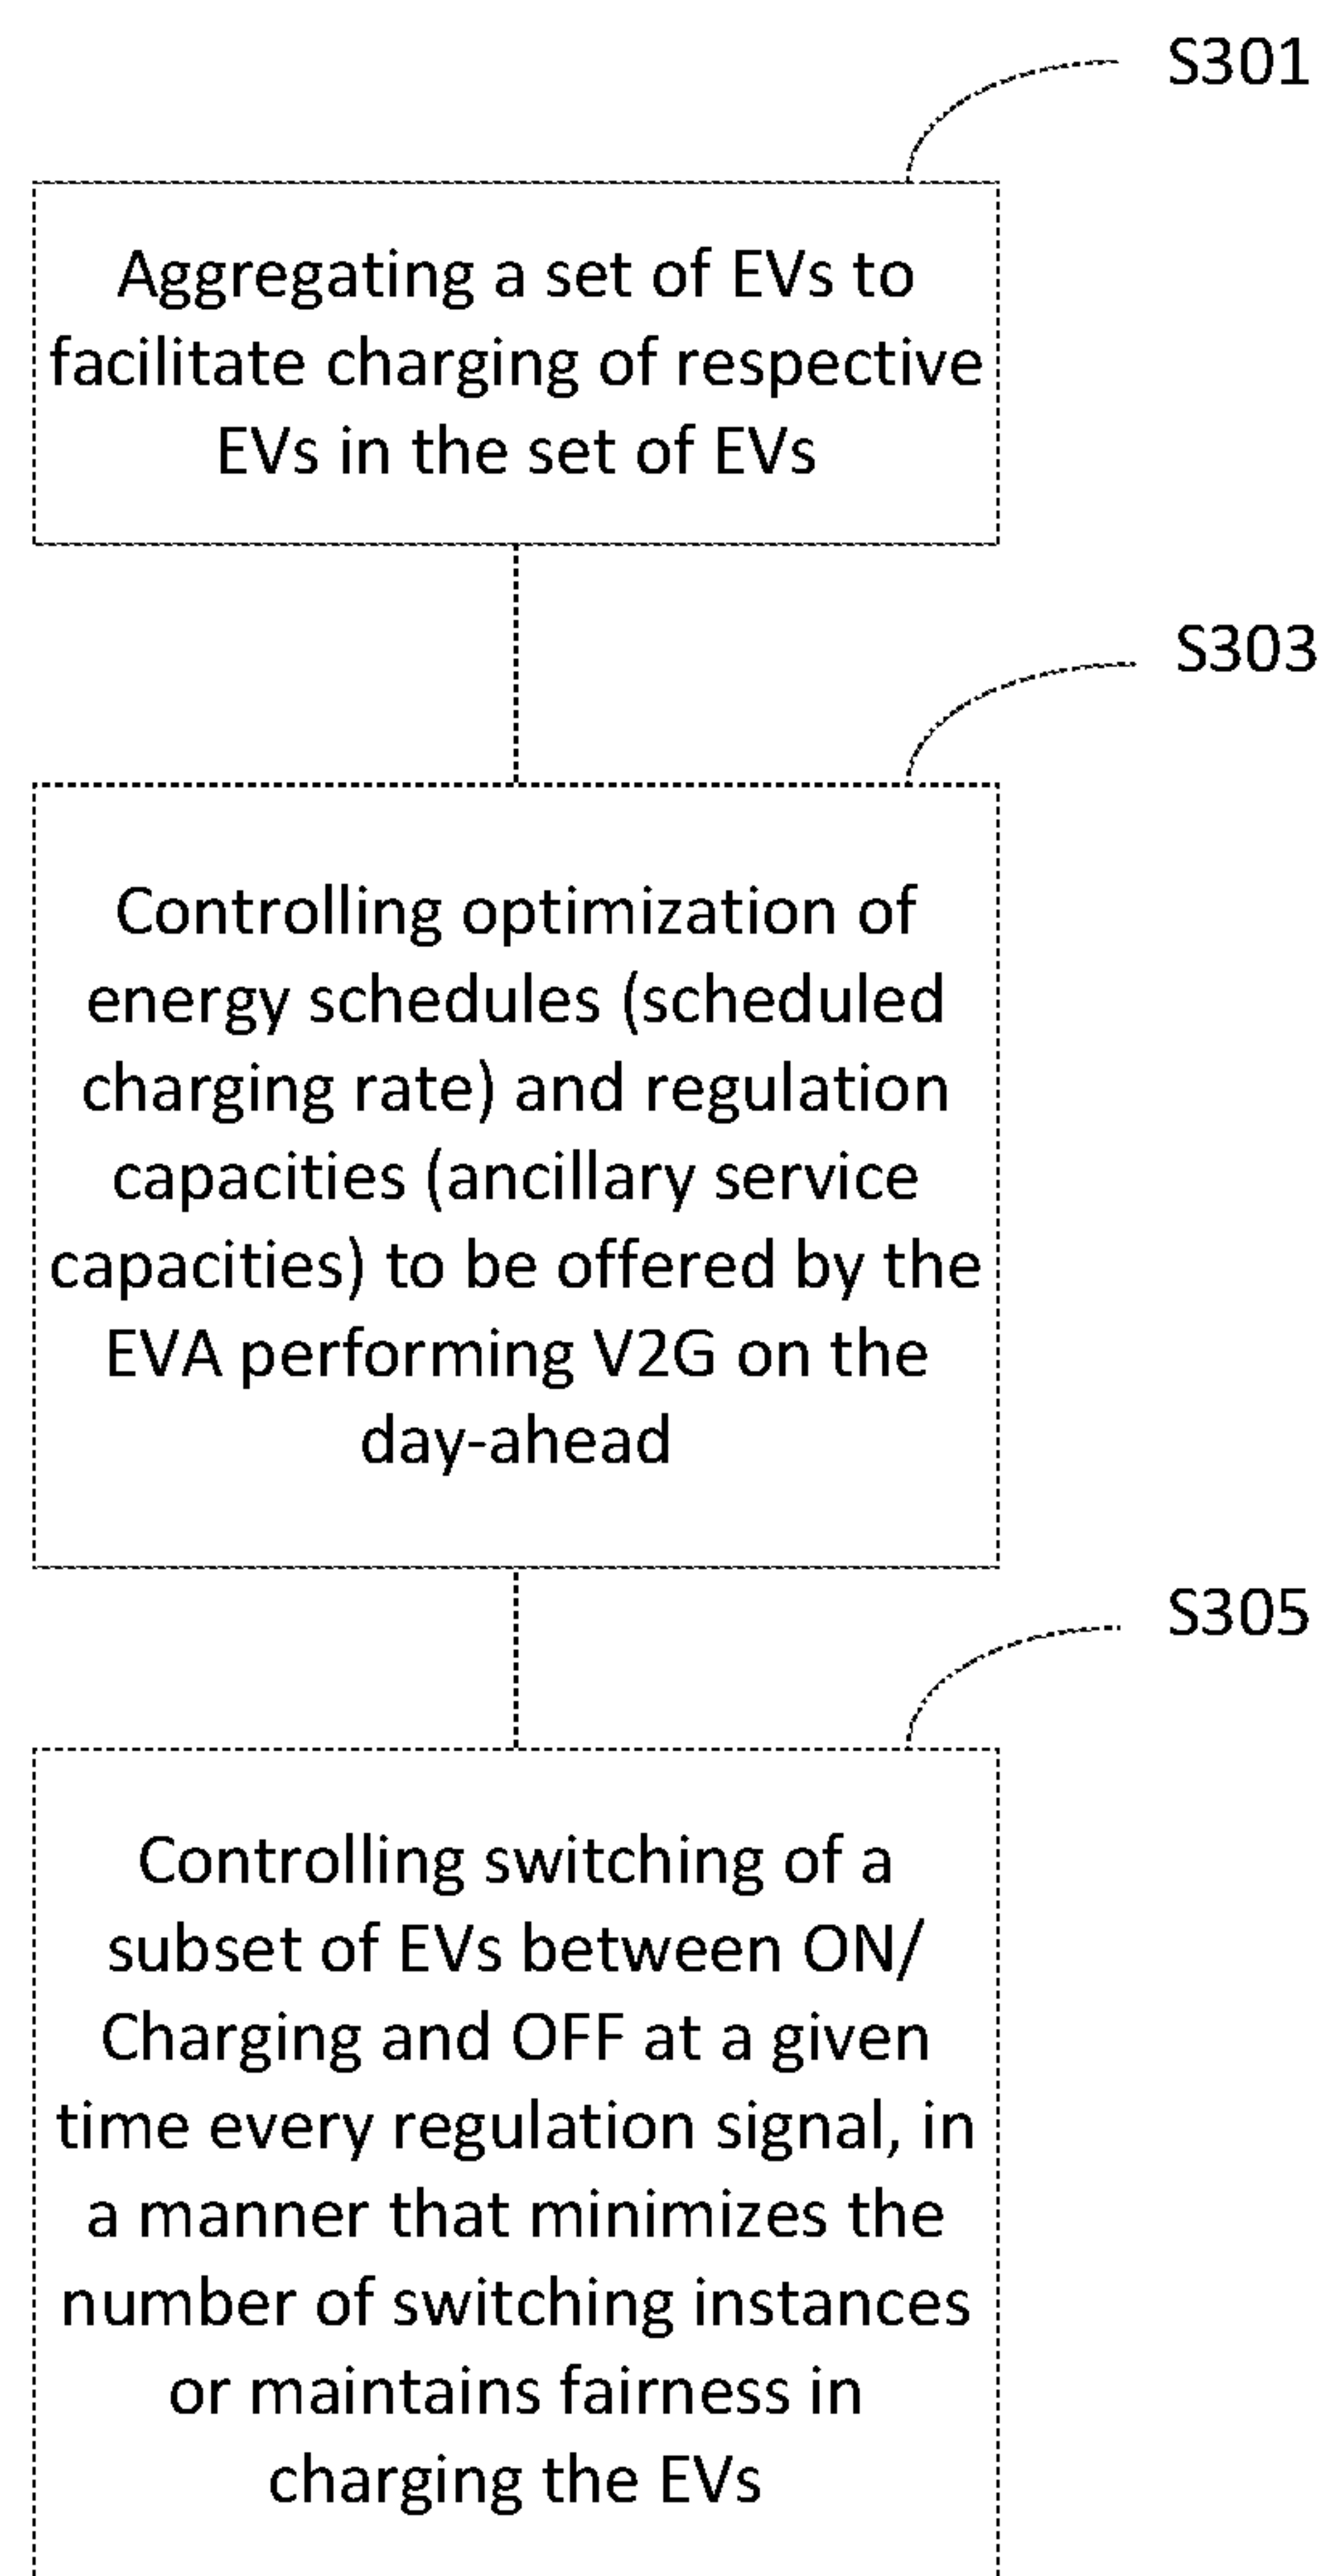 S301
Aggregating a set of EVs to
facilitate charging of respective
EVs in the set of EVs
S303
Controlling optimization of
energy schedules (scheduled
charging rate) and regulation
capacities (ancillary service
capacities) to be offered by the
EVA performing V2G on the
day-ahead
S305
Controlling switching of a
subset of EVs between ON/
Charging and OFF at a given
time every regulation signal, in
a manner that minimizes the
number of switching instances
or maintains fairness in
charging the EVs